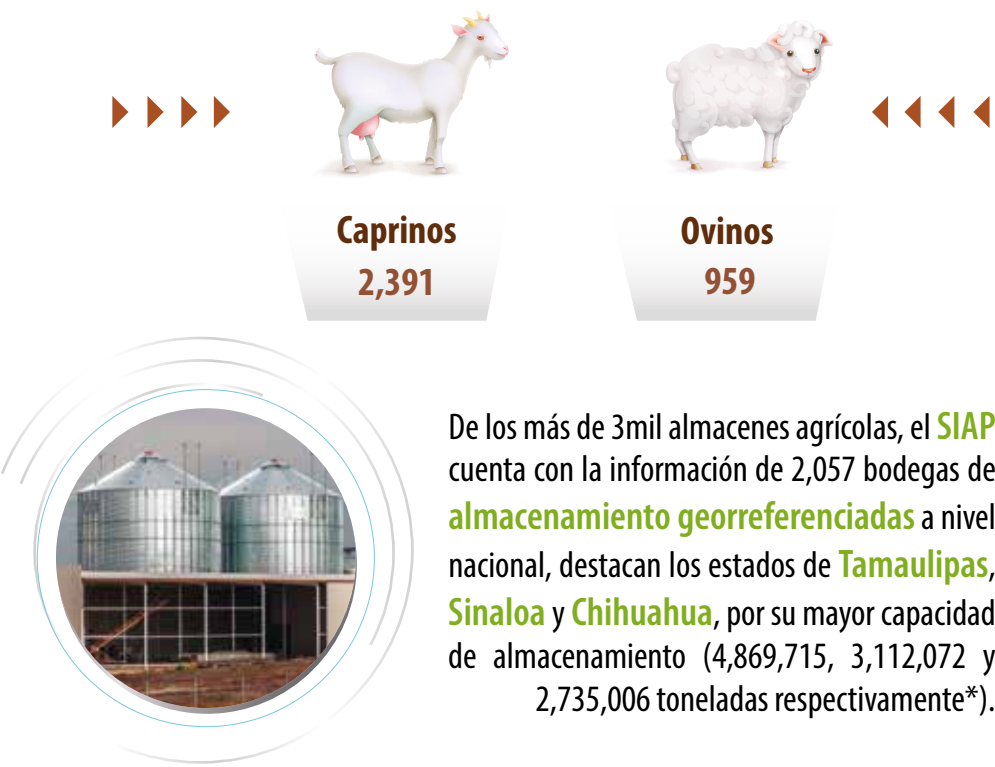 Caprinos
2,391
Ovinos
959
De los más de 3mil almacenes agrícolas, el SIAP
cuenta con la información de 2,057 bodegas de
almacenamiento georreferenciadas a nivel
nacional, destacan los estados de Tamaulipas,
Sinaloa y Chihuahua, por su mayor capacidad
de almacenamiento (4,869,715, 3,112,072 y
2,735,006 toneladas respectivamente*).